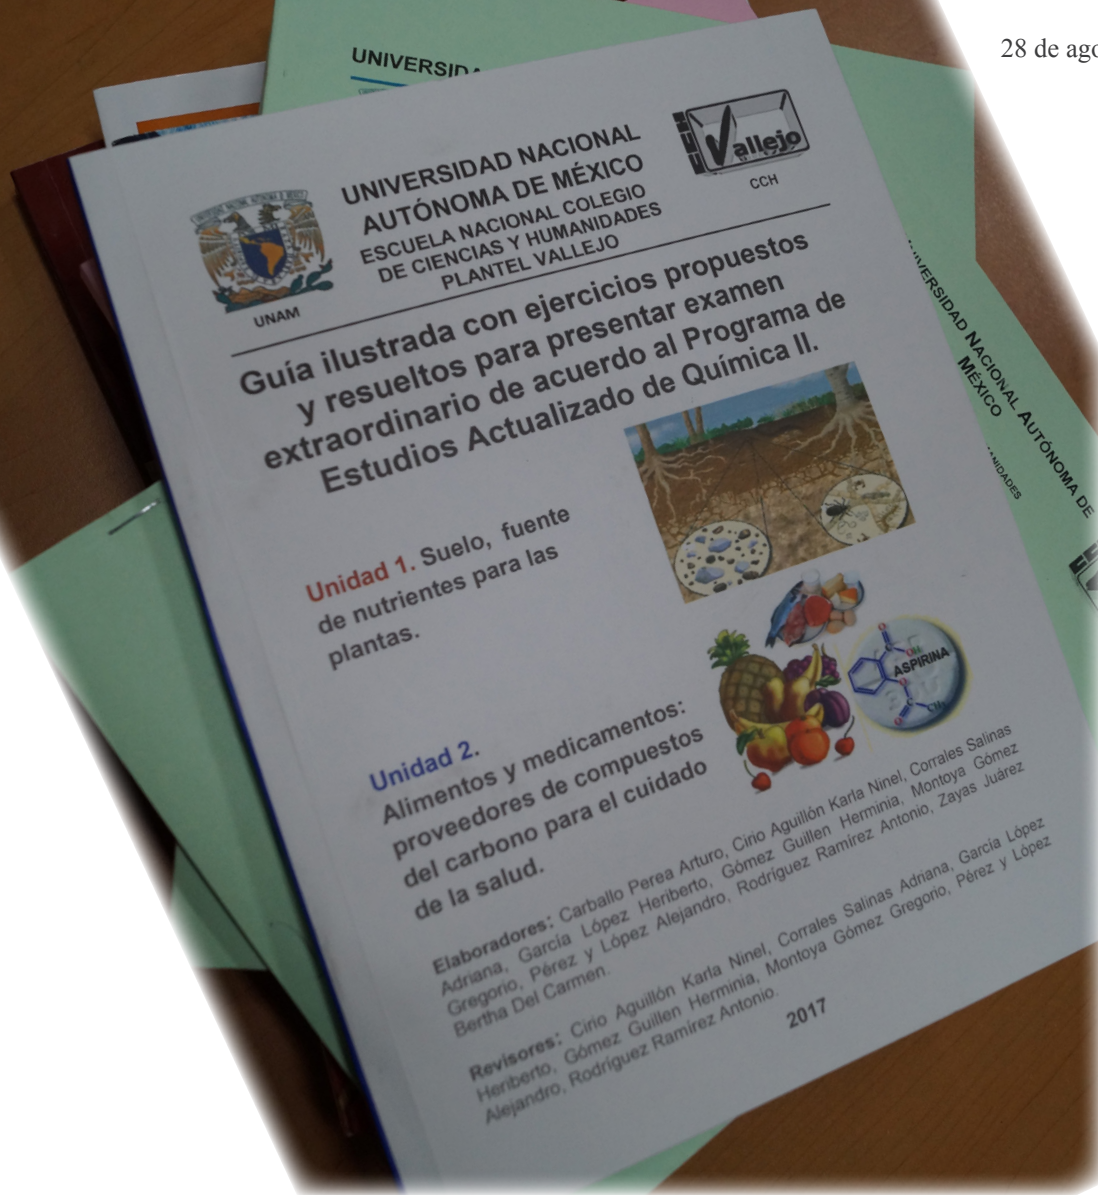 28 de ago
UNIVERSIDA
UNIVERSIDAD NACIONAL
AUTÓNOMA DE MÉXICO
ESCUELA NACIONAL COLEGIO
DE CIENCIAS Y HUMANIDADES
PLANTEL VALLEJO
UNAM
Vallejo
CCH
Guía ilustrada con ejercicios propuestos
y resueltos para presentar examen
extraordinario de acuerdo al Programa de
Estudios Actualizado de Química II.
Unidad 1. Suelo, fuente
de nutrientes para las
plantas.
ASPIRINA
Unidad 2.
Alimentos y medicamentos:
proveedores de compuestos
del carbono para el cuidado
de la salud.
Elaboradores: Carballo Perea Arturo, Cirio Aguillón Karla Ninel, Corrales Salinas
Adriana, García López Heriberto, Gómez Guillen Herminia, Montoya Gómez
Gregorio, Pérez y López Alejandro, Rodríguez Ramírez Antonio, Zayas Juárez
Bertha Del Carmen.
Revisores: Cirio Aguillón Karla Ninel, Corrales Salinas Adriana, García López
Heriberto, Gómez Guillen Herminia, Montoya Gómez Gregorio, Pérez y López
Alejandro, Rodríguez Ramírez Antonio.
2017
IVERSIDAD NACIONAL AUTÓNOMA DE
MÉXICO
ANIDADES